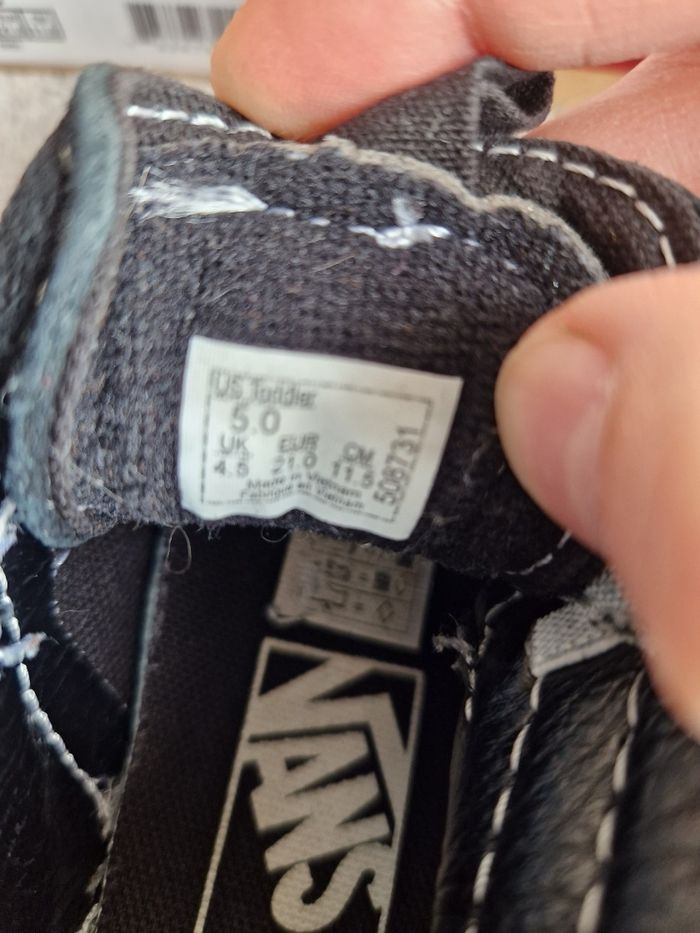 US Toddler
5.0
UK EUR CM
4.5 21.0 11.5
Made in Vietnam
Fabriqué en Vietnam
508731
VANS